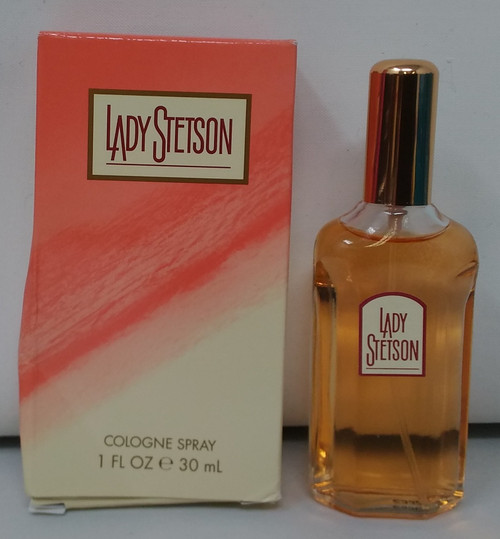 LADY STETSON
COLOGNE SPRAY
1 FL OZ ℮ 30 mL
LADY
STETSON